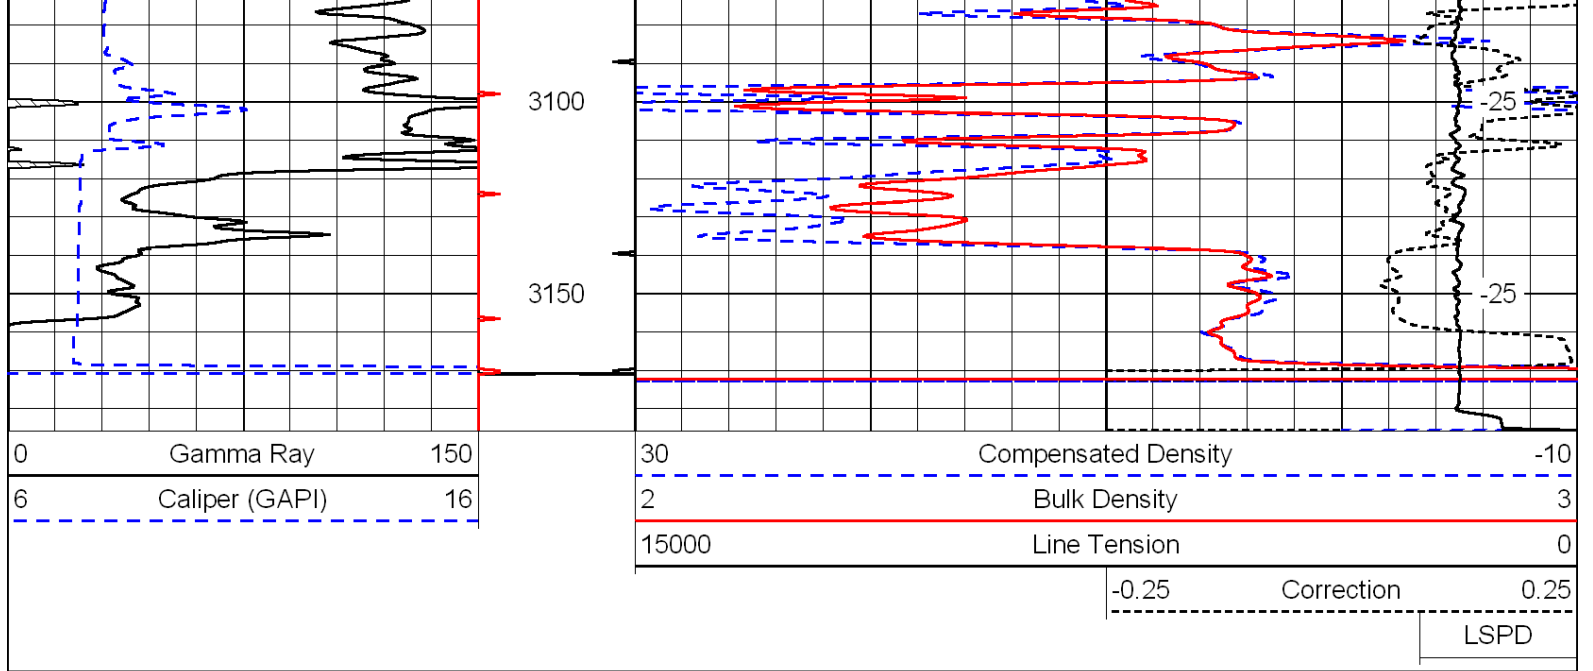 3100
-25
3150
-25
0 Gamma Ray 150
30 Compensated Density -10
6 Caliper (GAPI) 16
2 Bulk Density 3
15000 Line Tension 0
-0.25 Correction 0.25
LSPD